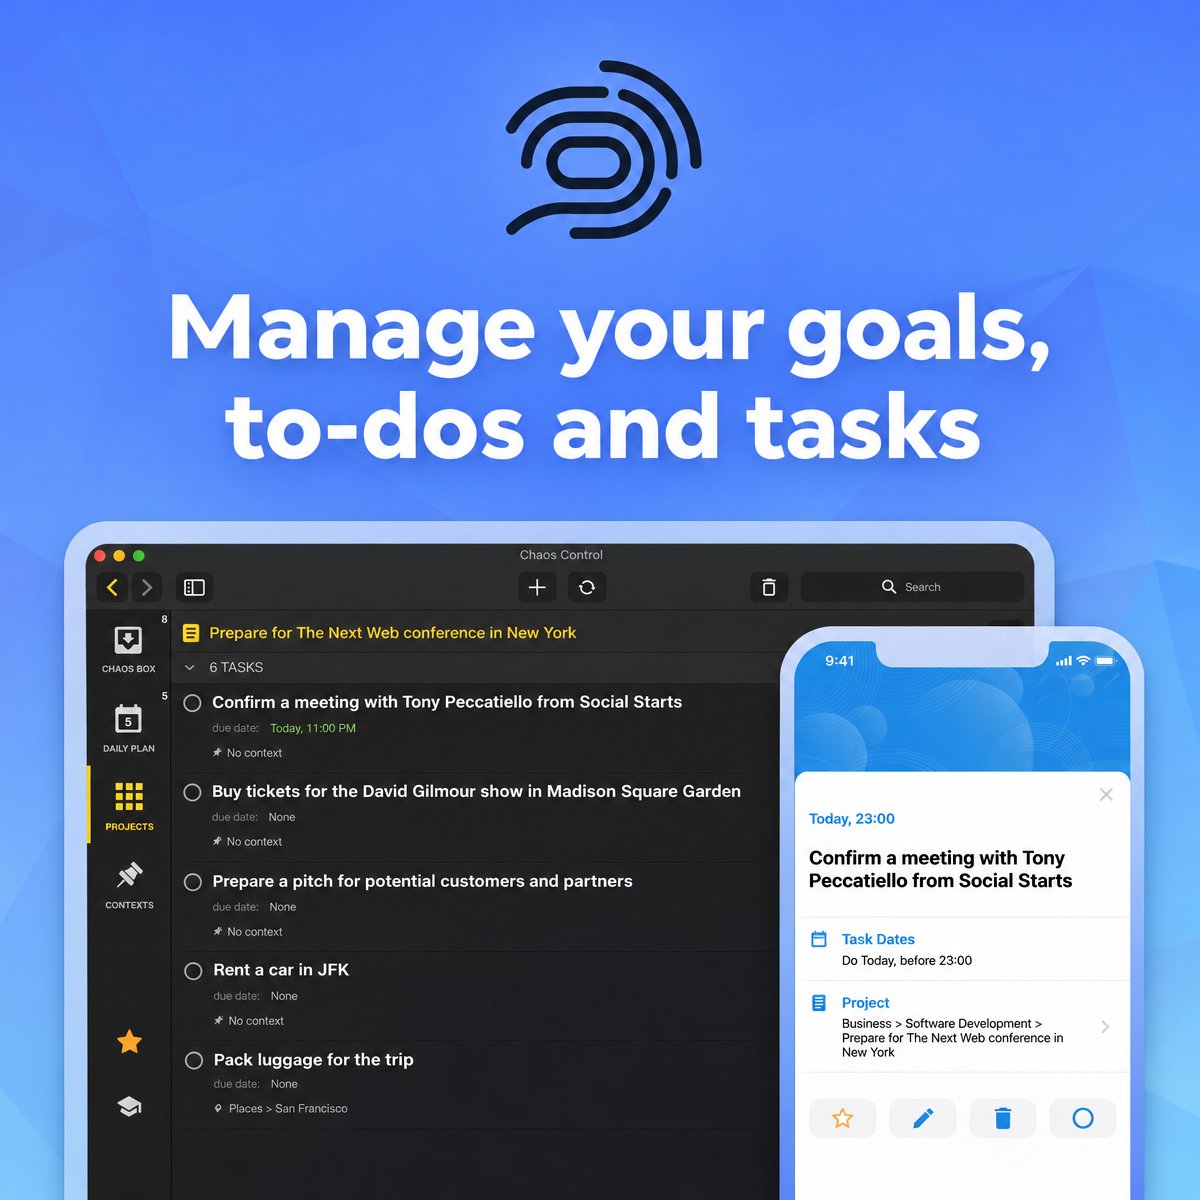 Manage your goals,
to-dos and tasks
Chaos Control
Search
8
CHAOS BOX
5
5
DAILY PLAN
PROJECTS
CONTEXTS
Prepare for The Next Web conference in New York
6 TASKS
Confirm a meeting with Tony Peccatiello from Social Starts
due date: Today, 11:00 PM
No context
Buy tickets for the David Gilmour show in Madison Square Garden
due date: None
No context
Prepare a pitch for potential customers and partners
due date: None
No context
Rent a car in JFK
due date: None
No context
Pack luggage for the trip
due date: None
Places > San Francisco
9:41
Today, 23:00
Confirm a meeting with Tony
Peccatiello from Social Starts
Task Dates
Do Today, before 23:00
Project
Business > Software Development >
Prepare for The Next Web conference in
New York